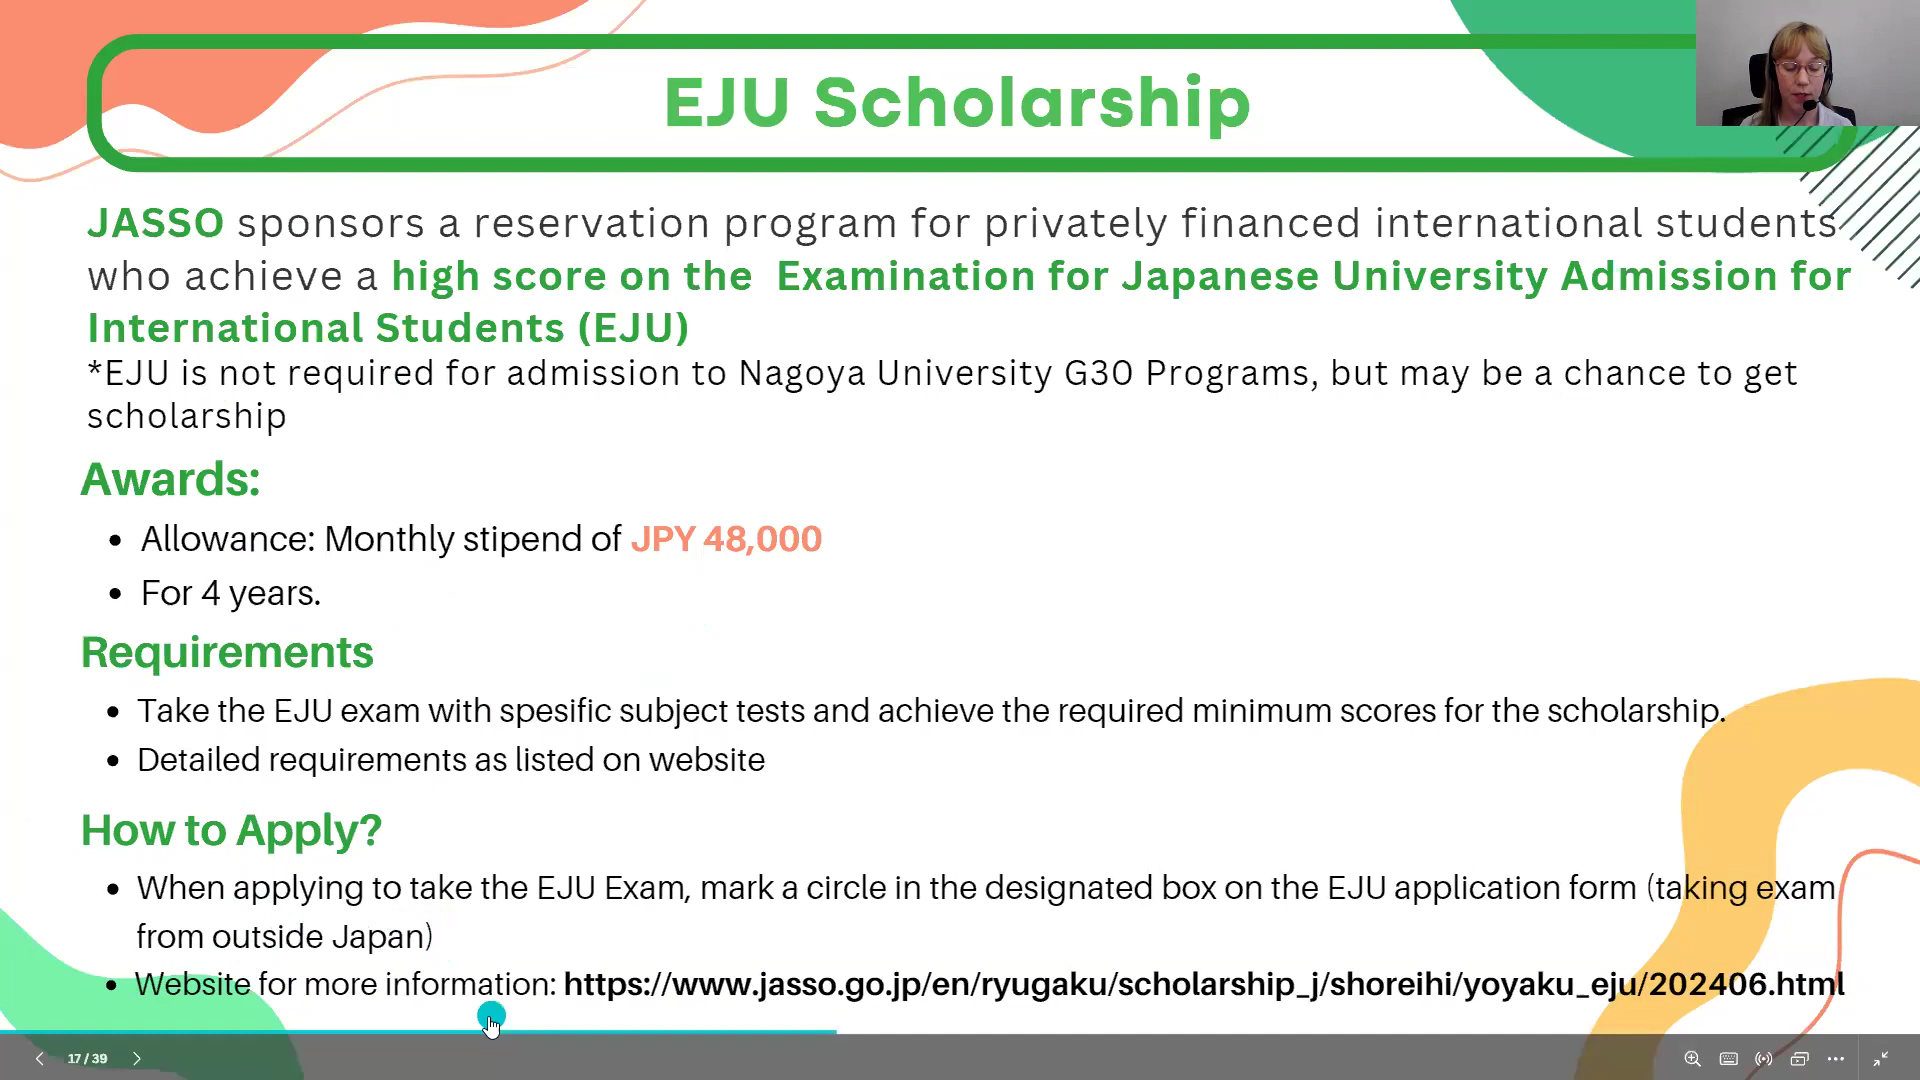 EJU Scholarship
JASSO sponsors a reservation program for privately financed international students
who achieve a high score on the Examination for Japanese University Admission for
International Students (EJU)
*EJU is not required for admission to Nagoya University G30 Programs, but may be a chance to get
scholarship
Awards:
• Allowance: Monthly stipend of JPY 48,000
• For 4 years.
Requirements
• Take the EJU exam with spesific subject tests and achieve the required minimum scores for the scholarship.
• Detailed requirements as listed on website
How to Apply?
• When applying to take the EJU Exam, mark a circle in the designated box on the EJU application form (taking exam
from outside Japan)
• Website for more information: https://www.jasso.go.jp/en/ryugaku/scholarship_j/shoreihi/yoyaku_eju/202406.html
17 / 39